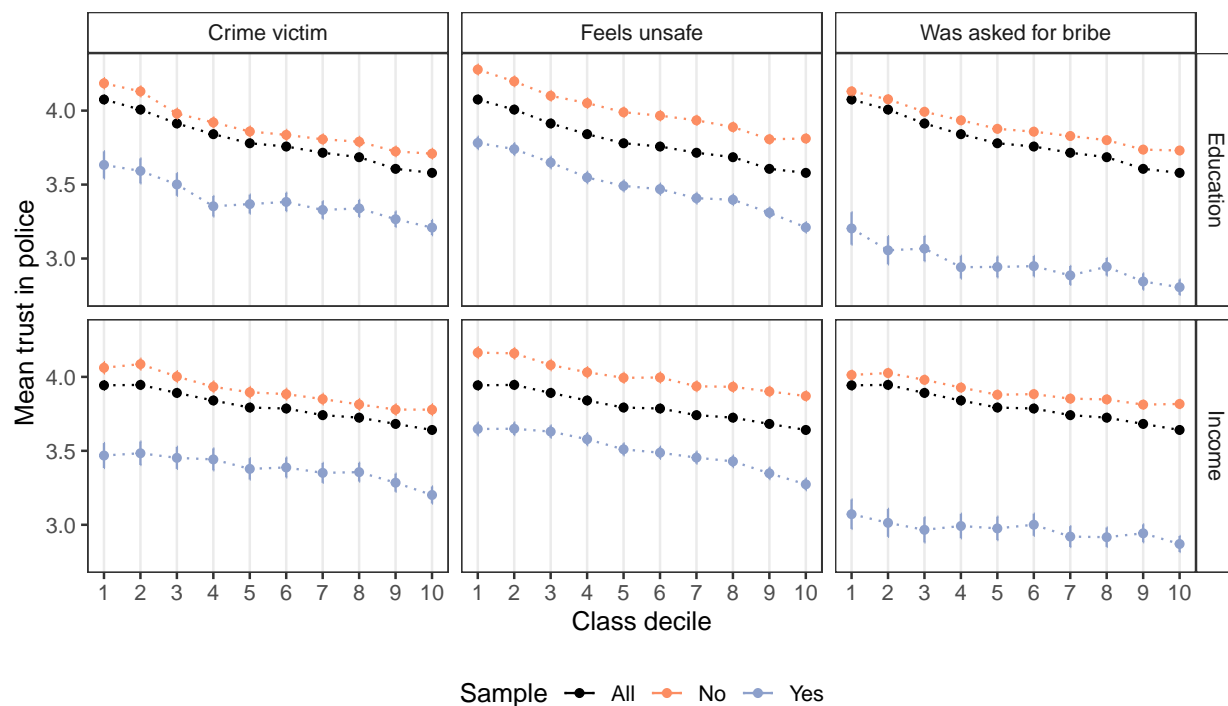 Crime victim
Feels unsafe
Was asked for bribe
Mean trust in police
4.0
3.5
3.0
Education
4.0
3.5
3.0
Income
1 2 3 4 5 6 7 8 9 10
1 2 3 4 5 6 7 8 9 10
1 2 3 4 5 6 7 8 9 10
Class decile
Sample All No Yes